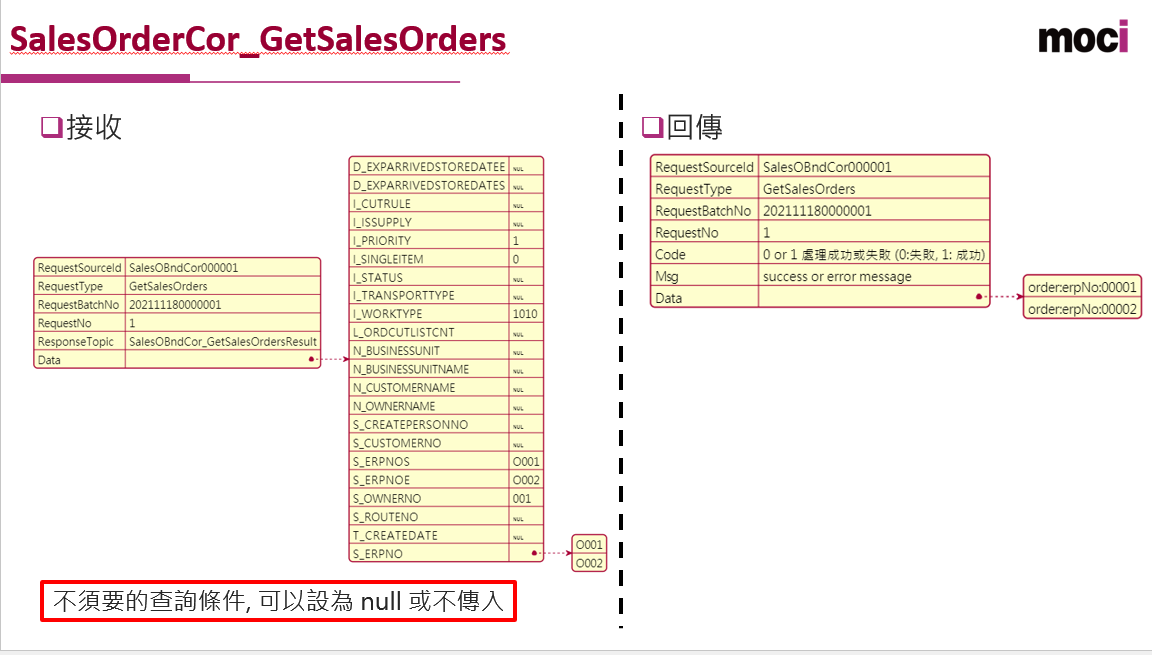 SalesOrderCor_GetSalesOrders
moci
接收
RequestSourceId SalesOBndCor000001
RequestType GetSalesOrders
RequestBatchNo 202111180000001
RequestNo 1
ResponseTopic SalesOBndCor_GetSalesOrdersResult
Data
D_EXPARRIVEDSTOREDATEE NUL
D_EXPARRIVEDSTOREDATES NUL
I_CUTRULE NUL
I_ISSUPPLY NUL
I_PRIORITY 1
I_SINGLEITEM 0
I_STATUS NUL
I_TRANSPORTTYPE NUL
I_WORKTYPE 1010
L_ORDCUTLISTCNT NUL
N_BUSINESSUNIT NUL
N_BUSINESSUNITNAME NUL
N_CUSTOMERNAME NUL
N_OWNERNAME NUL
S_CREATEPERSONNO NUL
S_CUSTOMERNO NUL
S_ERPNOS O001
S_ERPNOE O002
S_OWNERNO 001
S_ROUTENO NUL
T_CREATEDATE NUL
S_ERPNO
O001
O002
不須要的查詢條件, 可以設為 null 或不傳入
回傳
RequestSourceId SalesOBndCor000001
RequestType GetSalesOrders
RequestBatchNo 202111180000001
RequestNo 1
Code 0 or 1 處理成功或失敗 (0:失敗, 1: 成功)
Msg success or error message
Data
order:erpNo:00001
order:erpNo:00002